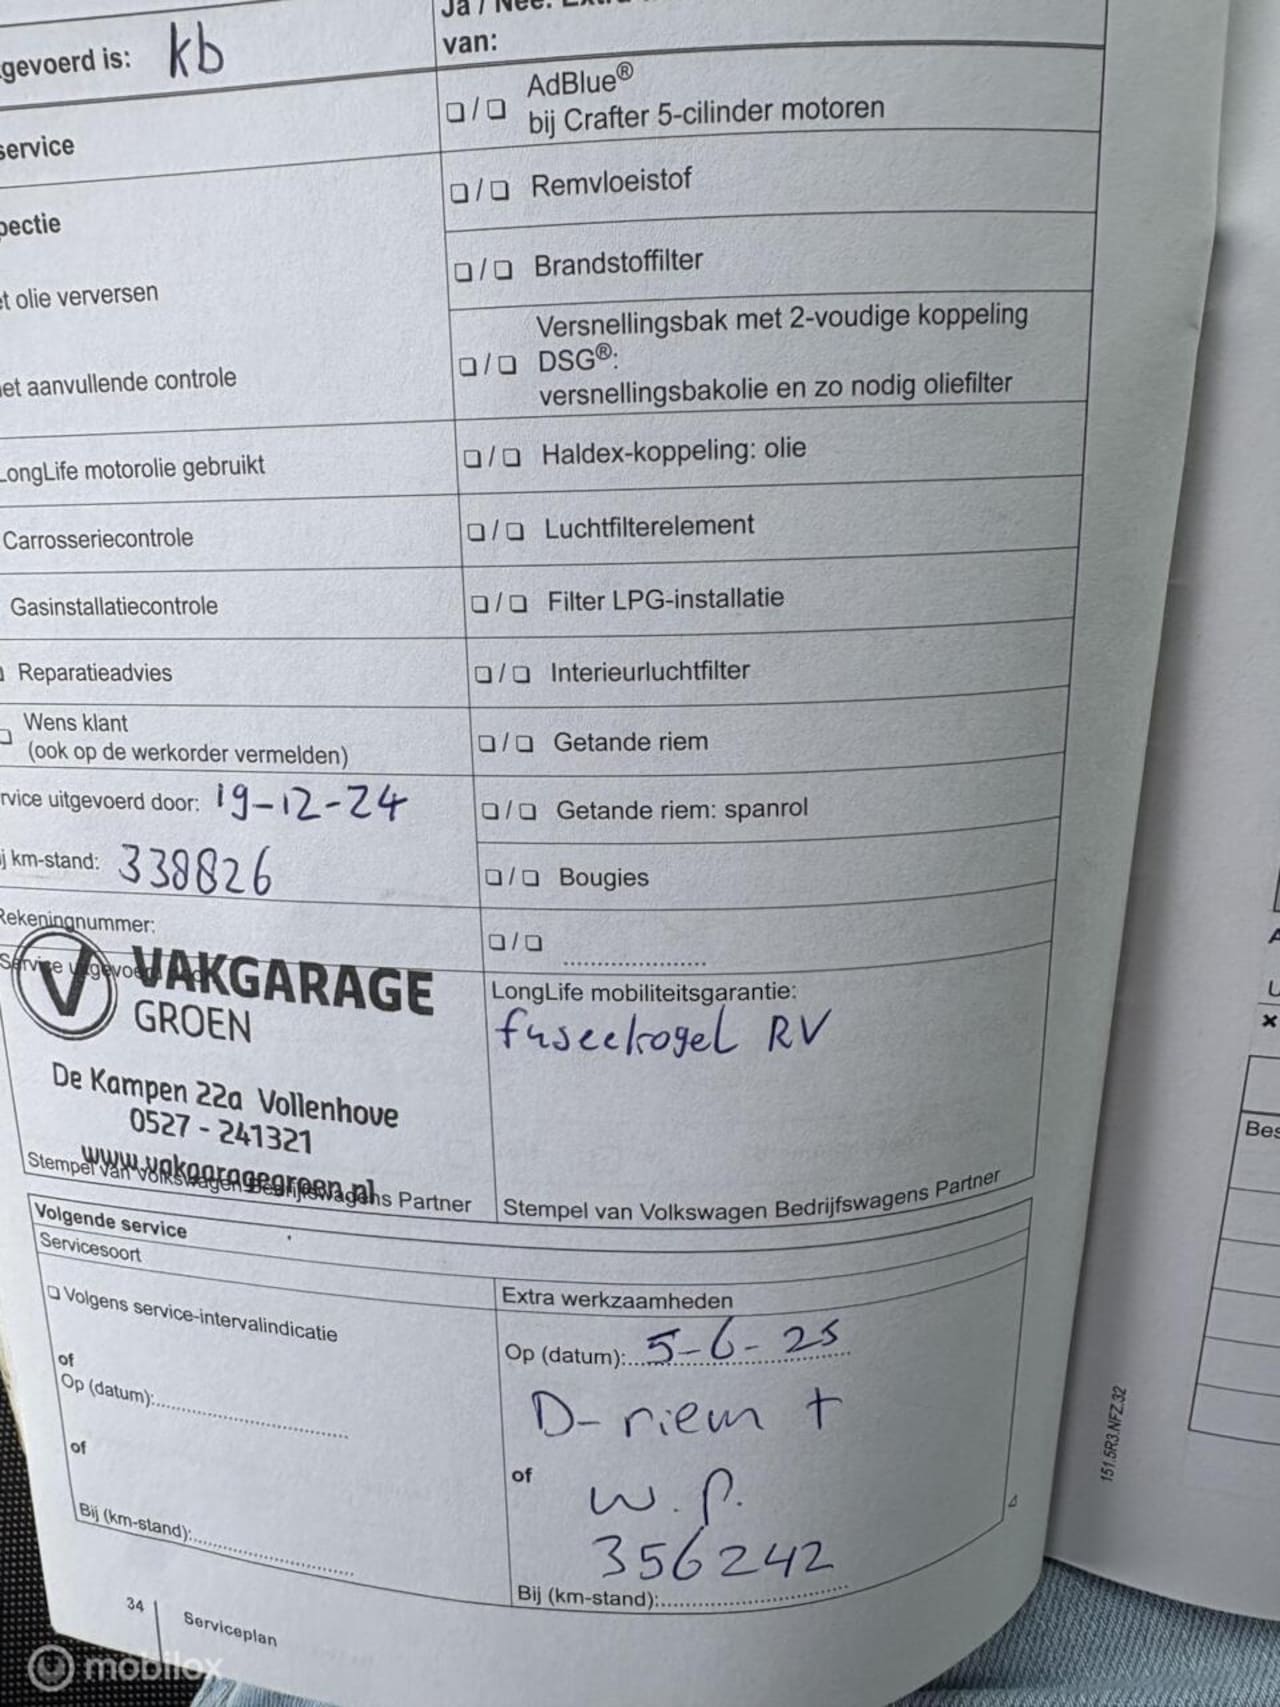 van:
gevoerd is: kb
AdBlue®
bij Crafter 5-cilinder motoren
service
❏ / ❏ Remvloeistof
pectie
❏ / ❏ Brandstoffilter
et olie verversen
Versnellingsbak met 2-voudige koppeling
❏ / ❏ DSG®:
versnellingsbakolie en zo nodig oliefilter
et aanvullende controle
❏ / ❏ Haldex-koppeling: olie
LongLife motorolie gebruikt
❏ / ❏ Luchtfilterelement
Carrosseriecontrole
❏ / ❏ Filter LPG-installatie
Gasinstallatiecontrole
❏ / ❏ Interieurluchtfilter
Reparatieadvies
Wens klant
(ook op de werkorder vermelden)
❏ / ❏ Getande riem
rvice uitgevoerd door: 19-12-24
❏ / ❏ Getande riem: spanrol
j km-stand: 338826
❏ / ❏ Bougies
Rekeningnummer:
❏ / ❏ ....................
VAKGARAGE
GROEN
De Kampen 22a Vollenhove
0527 - 241321
www.vakgaragegroen.nl
Stempel van Volkswagen Bedrijfswagens Partner
LongLife mobiliteitsgarantie:
fuseekogel RV
Stempel van Volkswagen Bedrijfswagens Partner
Volgende service
Servicesoort
❏ Volgens service-intervalindicatie
of
Op (datum):
of
Bij (km-stand):
Extra werkzaamheden
Op (datum): 5-6-25
D-riem +
of
w.p.
356242
Bij (km-stand):
34 Serviceplan
151.5R3.NFZ.32
Bes
mobilox